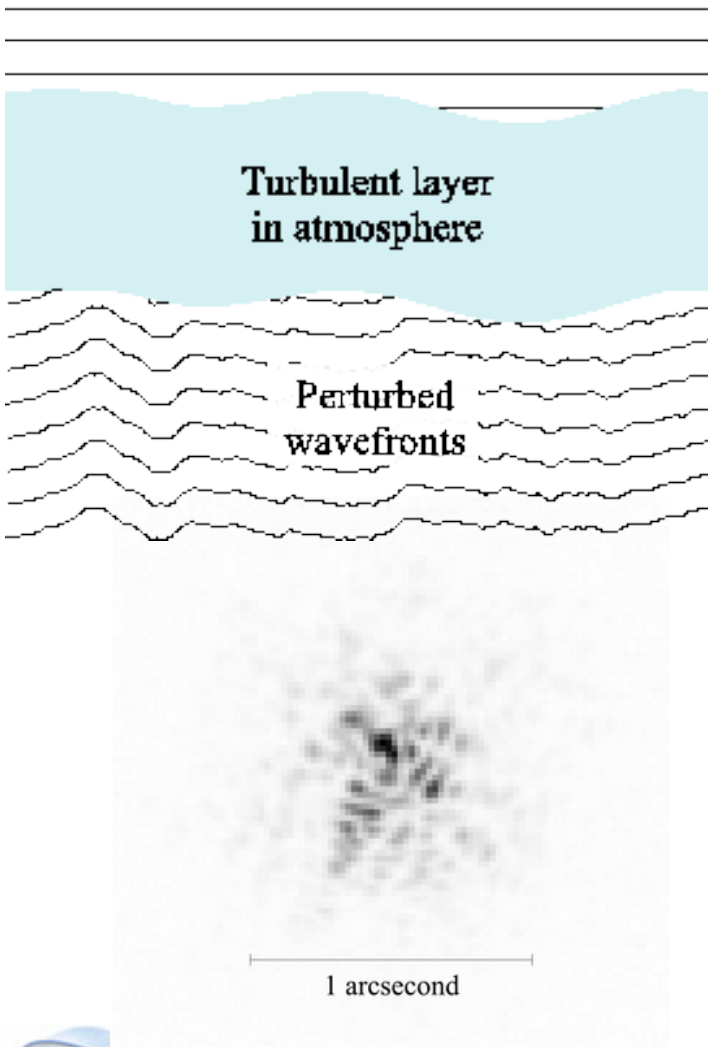 Turbulent layer
in atmosphere
Perturbed
wavefronts
1 arcsecond